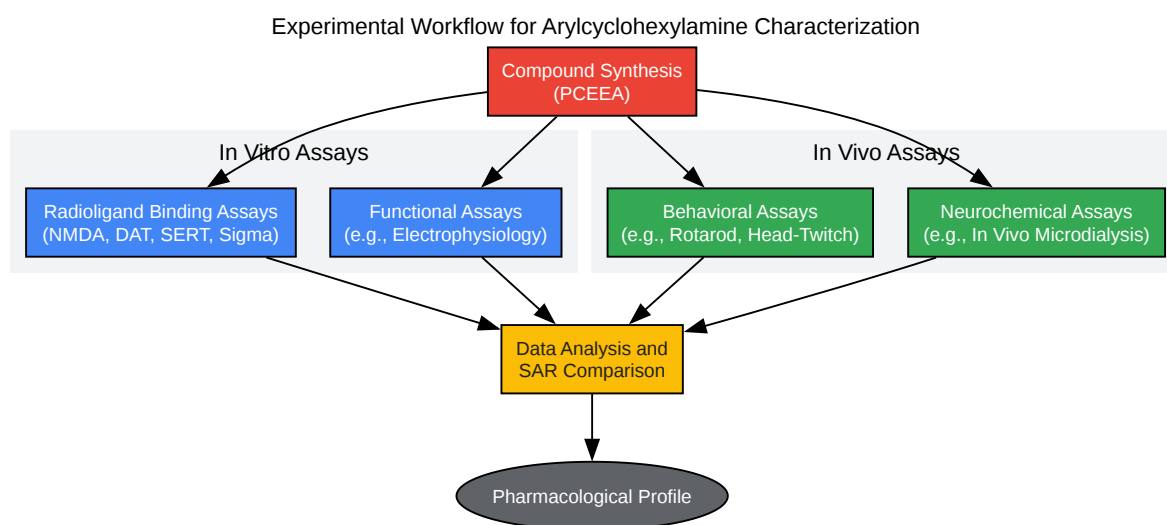 Experimental Workflow for Arylcyclohexylamine Characterization
Compound Synthesis
(PCEEA)
In Vitro Assays
In Vivo Assays
Radioligand Binding Assays
(NMDA, DAT, SERT, Sigma)
Functional Assays
(e.g., Electrophysiology)
Behavioral Assays
(e.g., Rotarod, Head-Twitch)
Neurochemical Assays
(e.g., In Vivo Microdialysis)
Data Analysis and
SAR Comparison
Pharmacological Profile